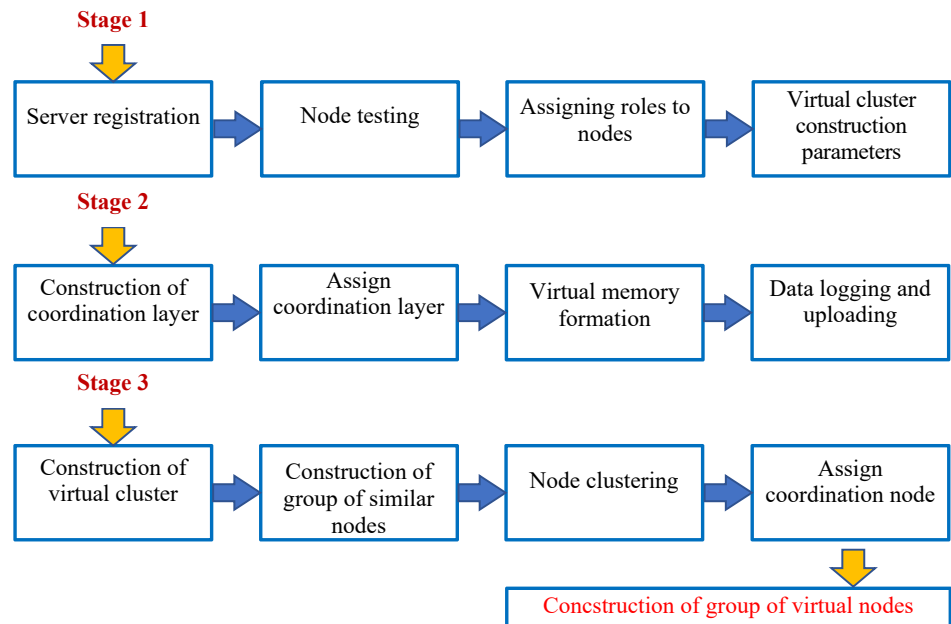 Stage 1
Server registration
Node testing
Assigning roles
to nodes
Virtual cluster
construction
parameters
Stage 2
Construction of
coordination layer
Assign
coordination layer
Virtual memory
formation
Data logging and
uploading
Stage 3
Construction of
virtual cluster
Construction of
group of similar
nodes
Node clustering
Assign
coordination node
Concstruction of group of virtual nodes